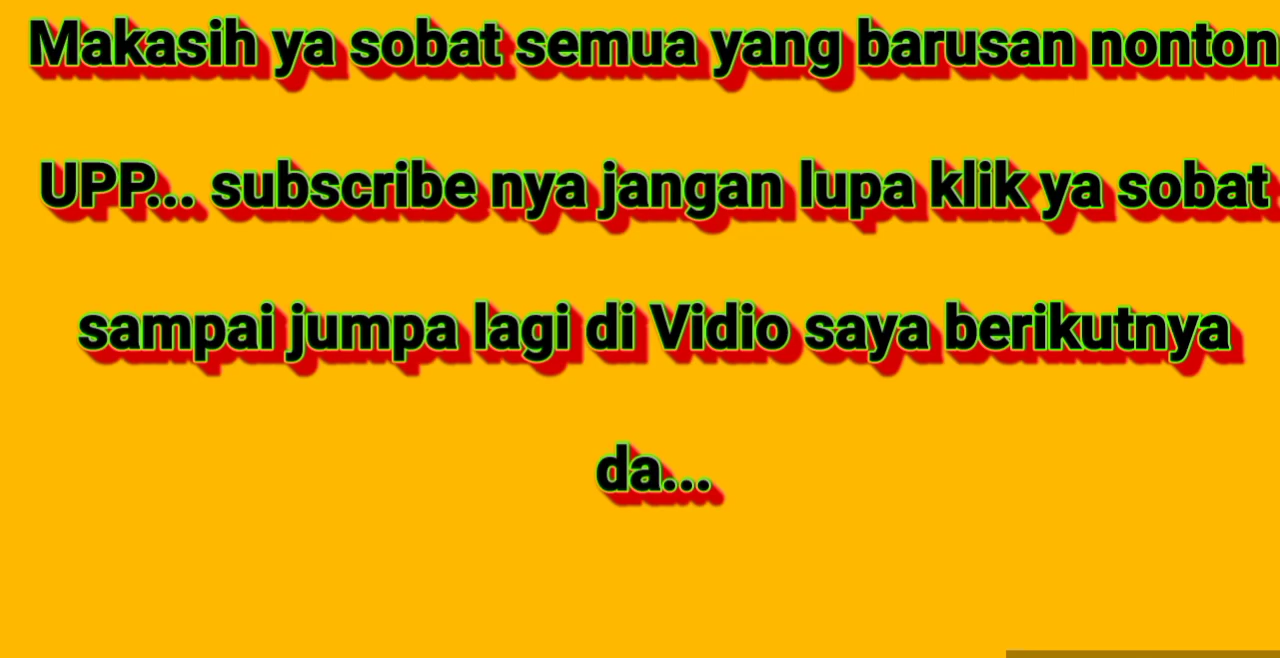 Makasih ya sobat semua yang barusan nonton
UPP... subscribe nya jangan lupa klik ya sobat
sampai jumpa lagi di Vidio saya berikutnya
da...